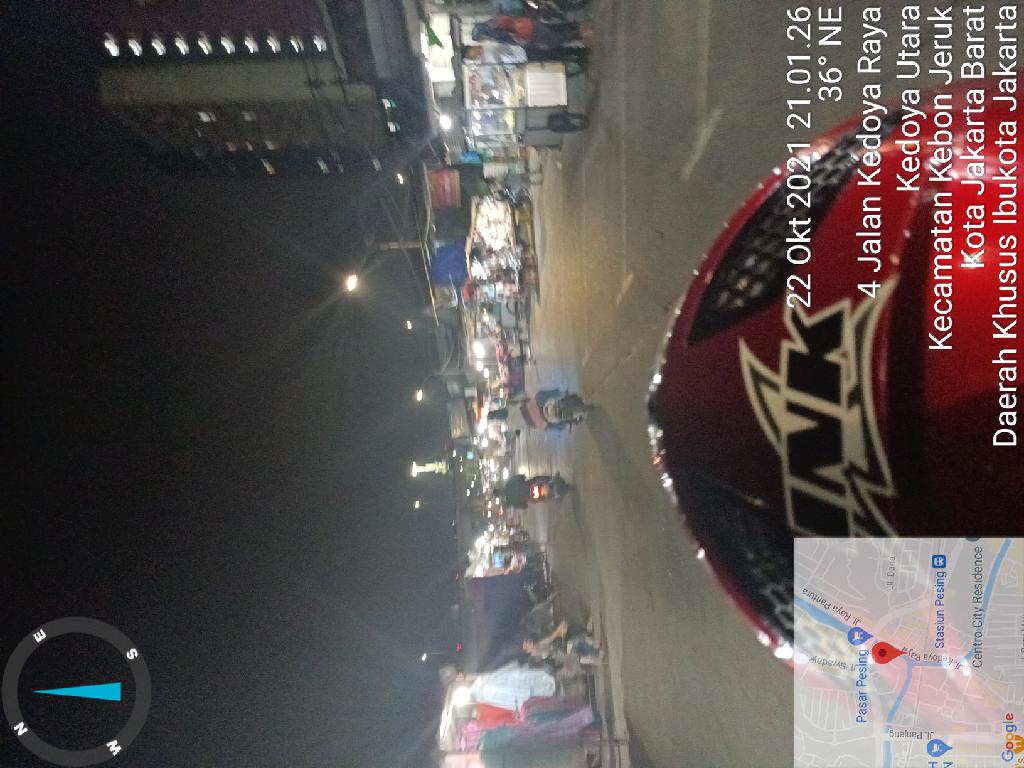 N
E
W
S
INK
22 Okt 2021 21.01.26
36° NE
4 Jalan Kedoya Raya
Kedoya Utara
Kecamatan Kebon Jeruk
Kota Jakarta Barat
Daerah Khusus Ibukota Jakarta
Jl. Raya Pantura
Pasar Pesing
Jl. Daria
Jl. Panjang
Jl. Kedoya Raya
Stasiun Pesing
Centro City Residence
Google